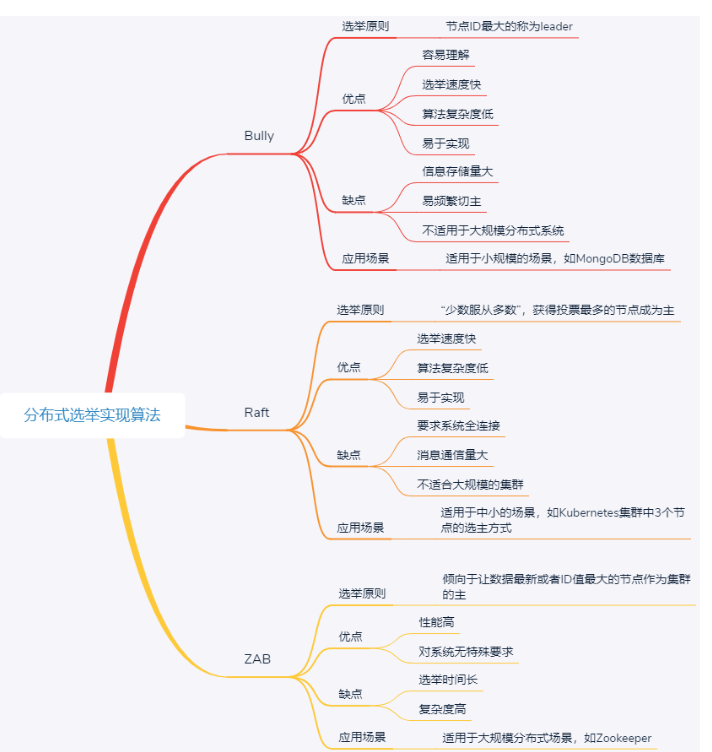 分布式选举实现算法
Bully
选举原则
节点ID最大的称为leader
优点
容易理解
选举速度快
算法复杂度低
易于实现
缺点
信息存储量大
易频繁切主
不适用于大规模分布式系统
应用场景
适用于小规模的场景，如MongoDB数据库
Raft
选举原则
“少数服从多数”，获得投票最多的节点成为主
优点
选举速度快
算法复杂度低
易于实现
缺点
要求系统全连接
消息通信量大
不适合大规模的集群
应用场景
适用于中小的场景，如Kubernetes集群中3个节
点的选主方式
ZAB
选举原则
倾向于让数据最新或者ID值最大的节点作为集群
的主
优点
性能高
对系统无特殊要求
缺点
选举时间长
复杂度高
应用场景
适用于大规模分布式场景，如Zookeeper